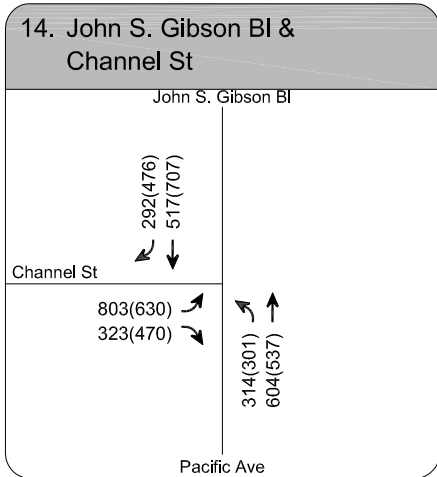 14. John S. Gibson Bl &
Channel St
John S. Gibson Bl
292(476)
517(707)
Channel St
803(630)
323(470)
314(301)
604(537)
Pacific Ave